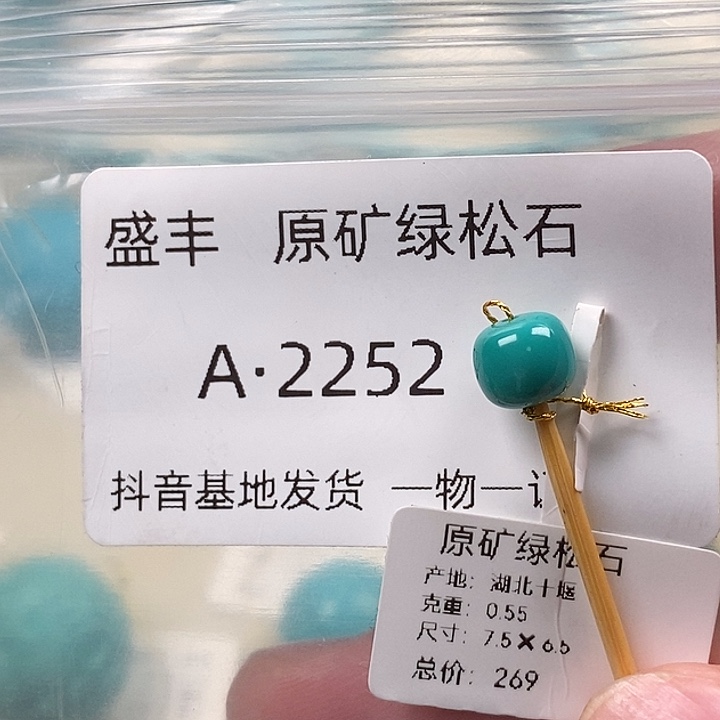 盛丰 原矿绿松石
A·2252
抖音基地发货 一物一
原矿绿松石
产地：湖北十堰
克重：0.55
尺寸：7.5×6.5
总价：269